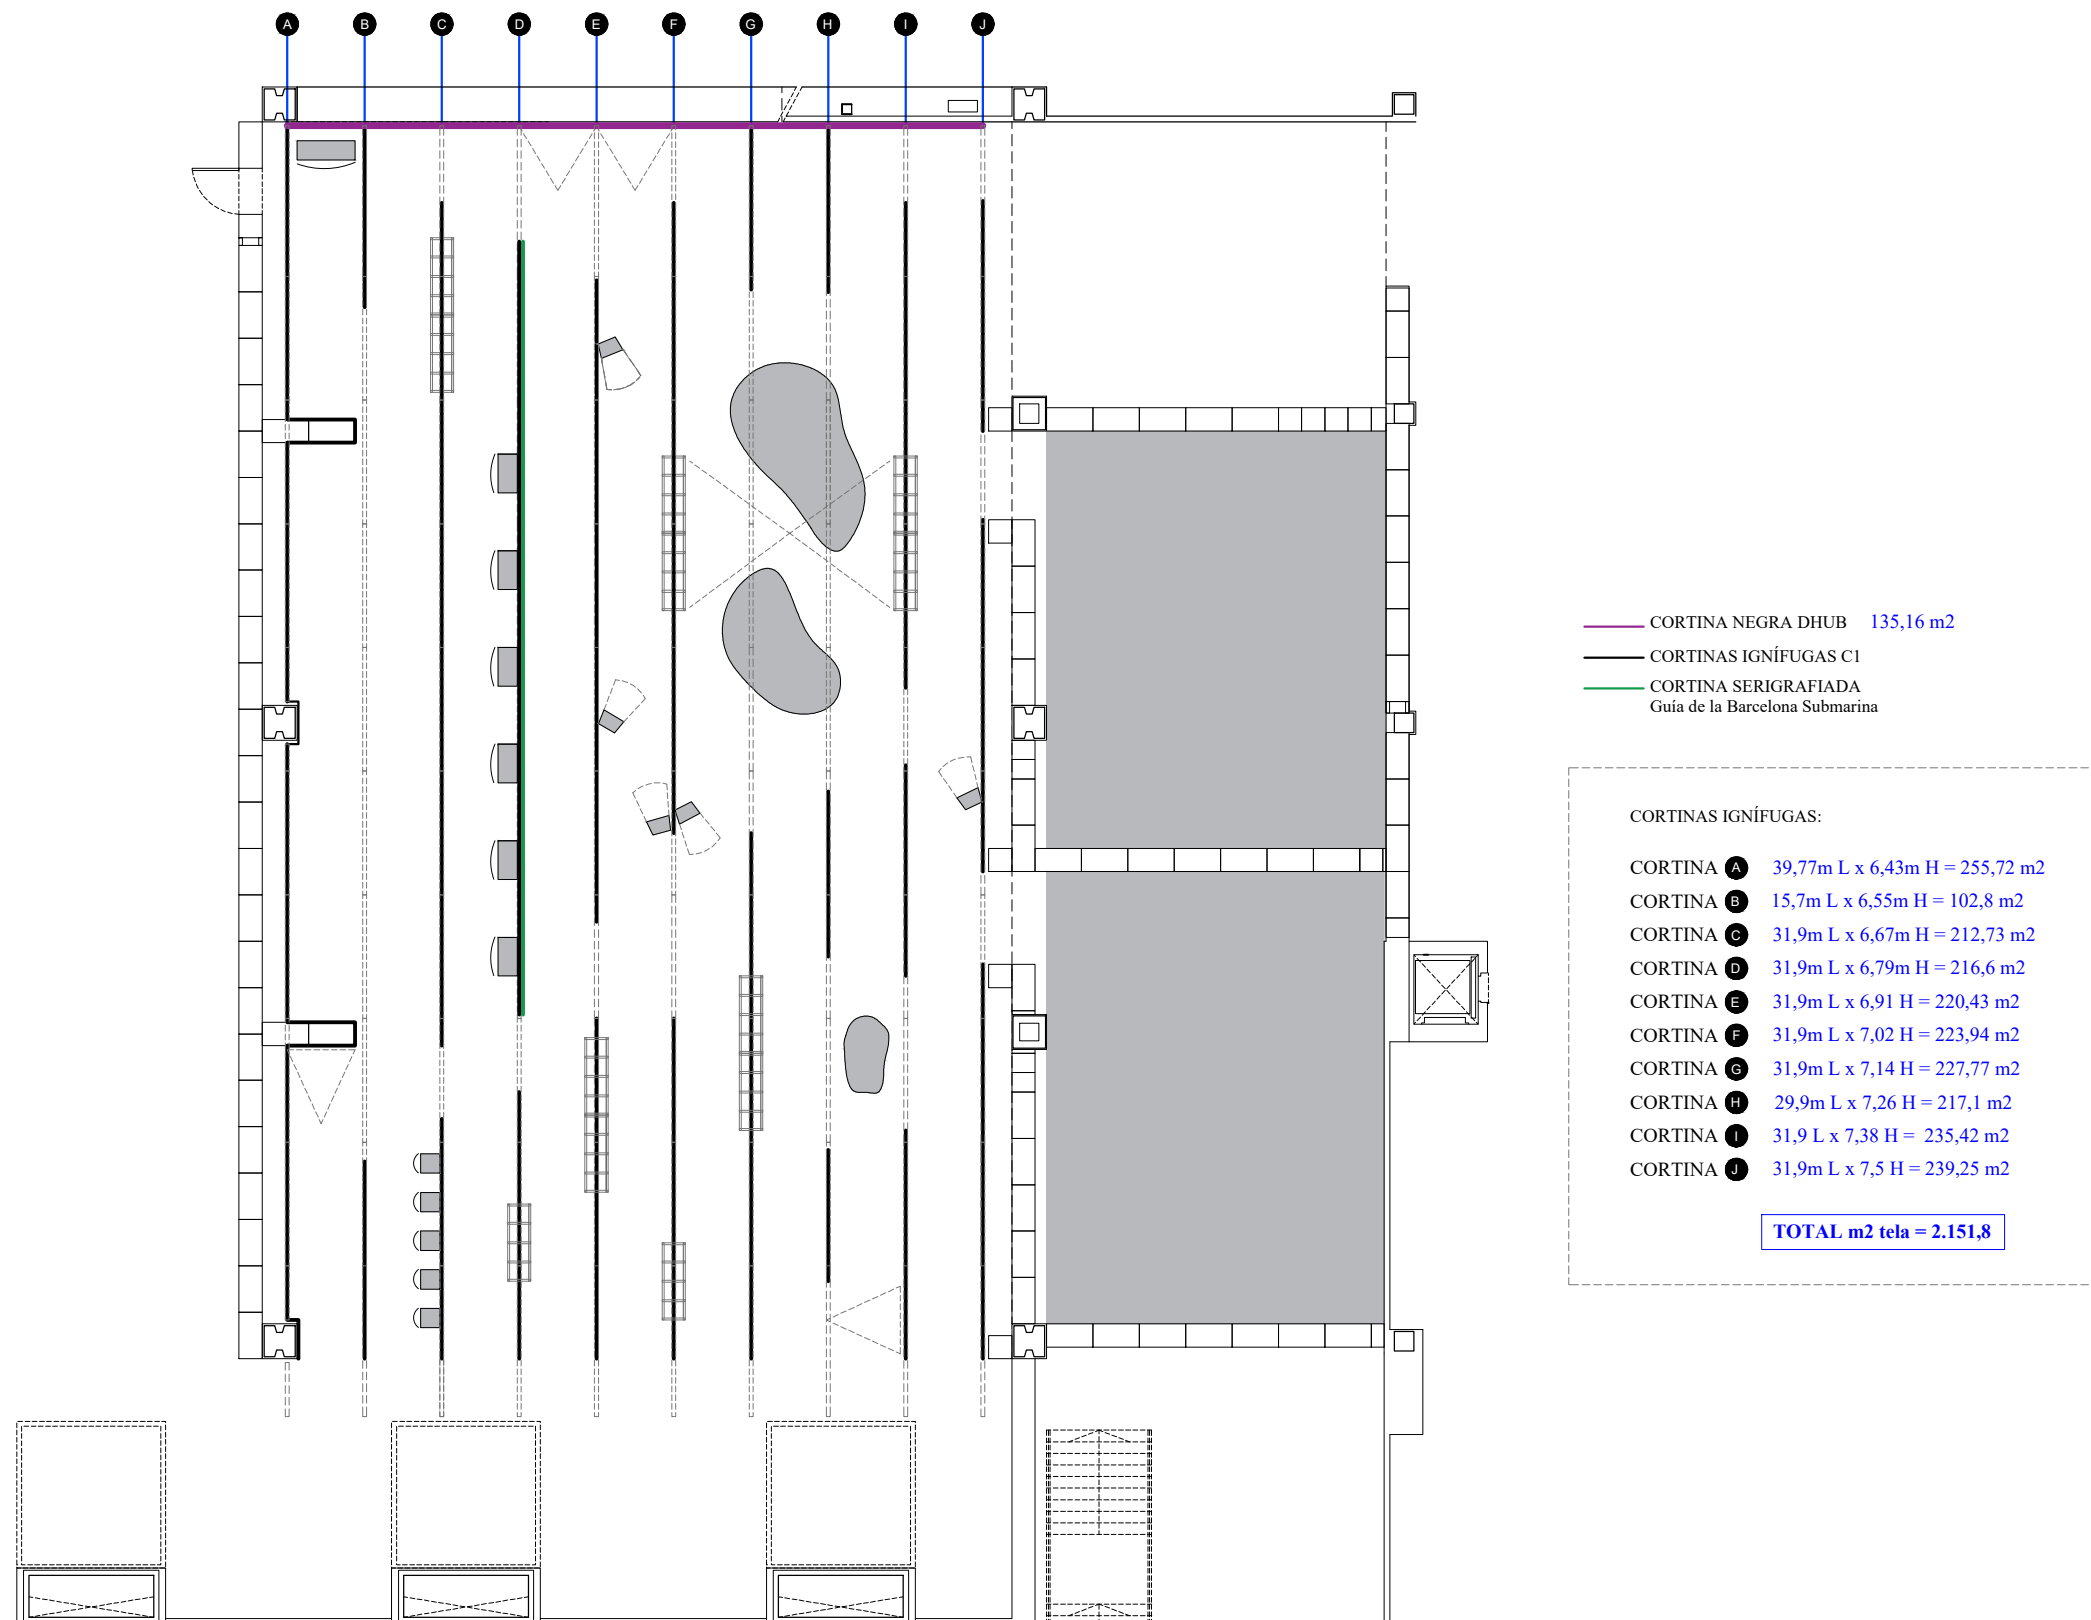 A B C D E F G H I J
CORTINA NEGRA DHUB 135,16 m2
CORTINAS IGNÍFUGAS C1
CORTINA SERIGRAFIADA
Guía de la Barcelona Submarina
CORTINAS IGNÍFUGAS:
CORTINA A 39,77m L x 6,43m H = 255,72 m2
CORTINA B 15,7m L x 6,55m H = 102,8 m2
CORTINA C 31,9m L x 6,67m H = 212,73 m2
CORTINA D 31,9m L x 6,79m H = 216,6 m2
CORTINA E 31,9m L x 6,91 H = 220,43 m2
CORTINA F 31,9m L x 7,02 H = 223,94 m2
CORTINA G 31,9m L x 7,14 H = 227,77 m2
CORTINA H 29,9m L x 7,26 H = 217,1 m2
CORTINA I 31,9 L x 7,38 H = 235,42 m2
CORTINA J 31,9m L x 7,5 H = 239,25 m2
TOTAL m2 tela = 2.151,8